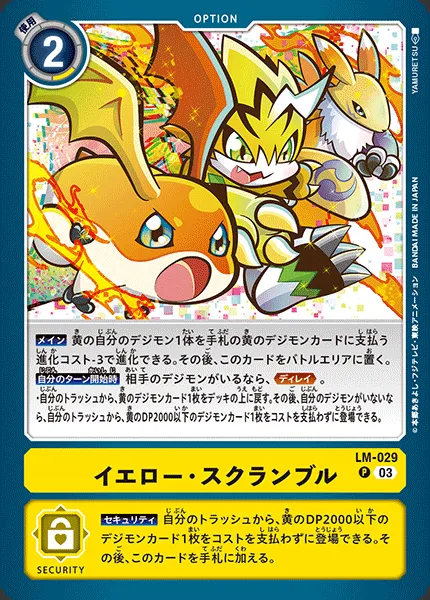 OPTION
使用
2
YAMURETSU
©本郷あきよし・フジテレビ・東映アニメーション BANDAI MADE IN JAPAN
メイン 黄の自分のデジモン1体を手札の黄のデジモンカードに支払う
進化コスト-3で進化できる。その後、このカードをバトルエリアに置く。
自分のターン開始時 相手のデジモンがいるなら、ディレイ。
・自分のトラッシュから、黄のデジモンカード1枚をデッキの上に戻す。その後、自分のデジモンがいないな
ら、自分のトラッシュから、黄のDP2000以下のデジモンカード1枚をコストを支払わずに登場できる。
LM-029
イエロー・スクランブル
P 03
セキュリティ 自分のトラッシュから、黄のDP2000以下の
デジモンカード1枚をコストを支払わずに登場できる。そ
の後、このカードを手札に加える。
SECURITY